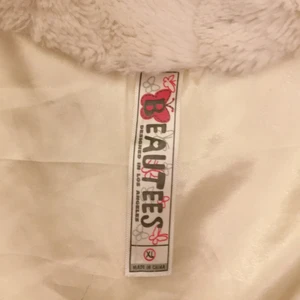 BEAUTEES
DESIGNED IN LOS ANGELES
XL
MADE IN CHINA